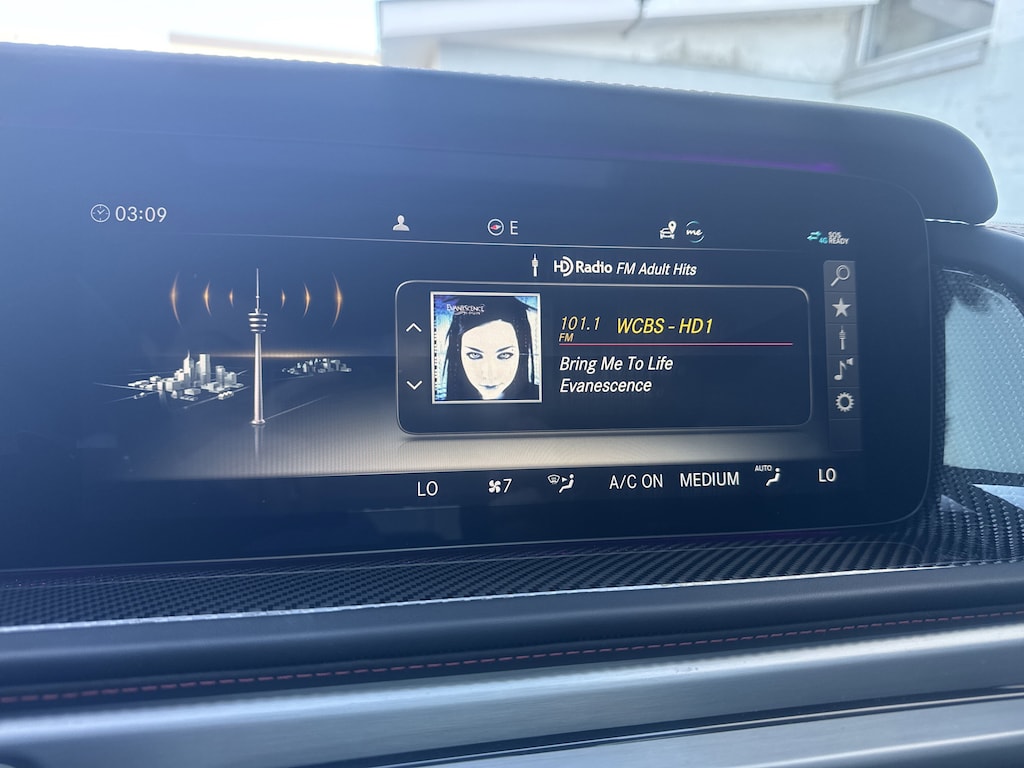 03:09
E
me
SOS
4G READY
HD Radio FM Adult Hits
EVANESCENCE
101.1 WCBS - HD1
FM
Bring Me To Life
Evanescence
LO 7 A/C ON MEDIUM AUTO LO